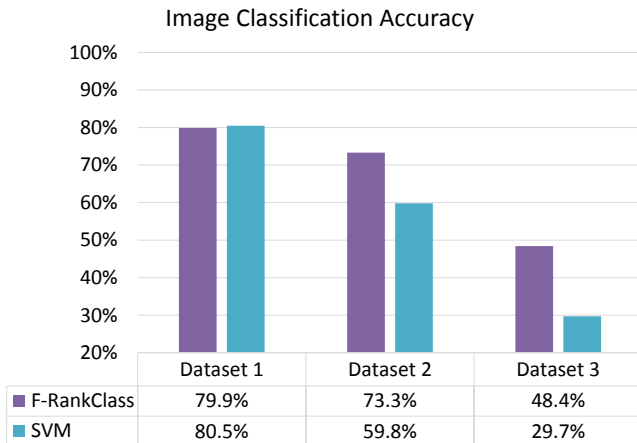 Image Classification Accuracy
100%
90%
80%
70%
60%
50%
40%
30%
20%
Dataset 1 Dataset 2 Dataset 3
F-RankClass 79.9% 73.3% 48.4%
SVM 80.5% 59.8% 29.7%